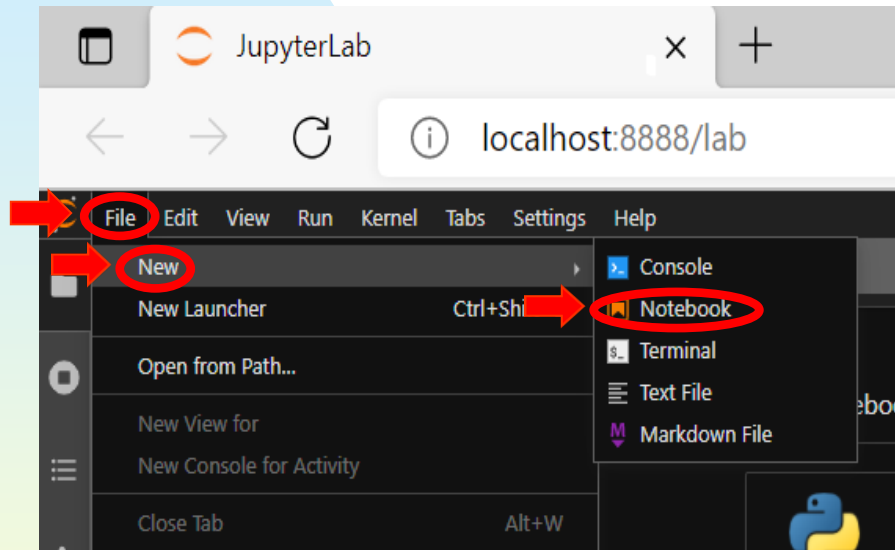 JupyterLab
localhost:8888/lab
File Edit View Run Kernel Tabs Settings Help
New
New Launcher
Open from Path...
New View for
New Console for Activity
Close Tab Alt+W
Console
Notebook
Terminal
Text File
Markdown File